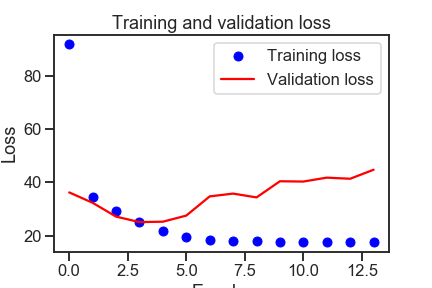 Training and validation loss
Training loss
Validation loss
Loss
80
60
40
20
0.0 2.5 5.0 7.5 10.0 12.5